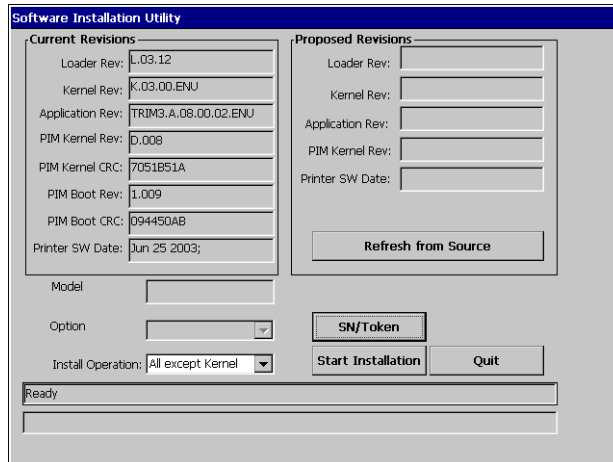 Software Installation Utility
Current Revisions
Loader Rev: L.03.12
Kernel Rev: K.03.00.ENU
Application Rev: TRIM3.A.08.00.02.ENU
PIM Kernel Rev: D.008
PIM Kernel CRC: 7051B51A
PIM Boot Rev: 1.009
PIM Boot CRC: 094450AB
Printer SW Date: Jun 25 2003;
Proposed Revisions
Loader Rev:
Kernel Rev:
Application Rev:
PIM Kernel Rev:
Printer SW Date:
Refresh from Source
Model
Option
Install Operation: All except Kernel
SN/Token
Start Installation
Quit
Ready